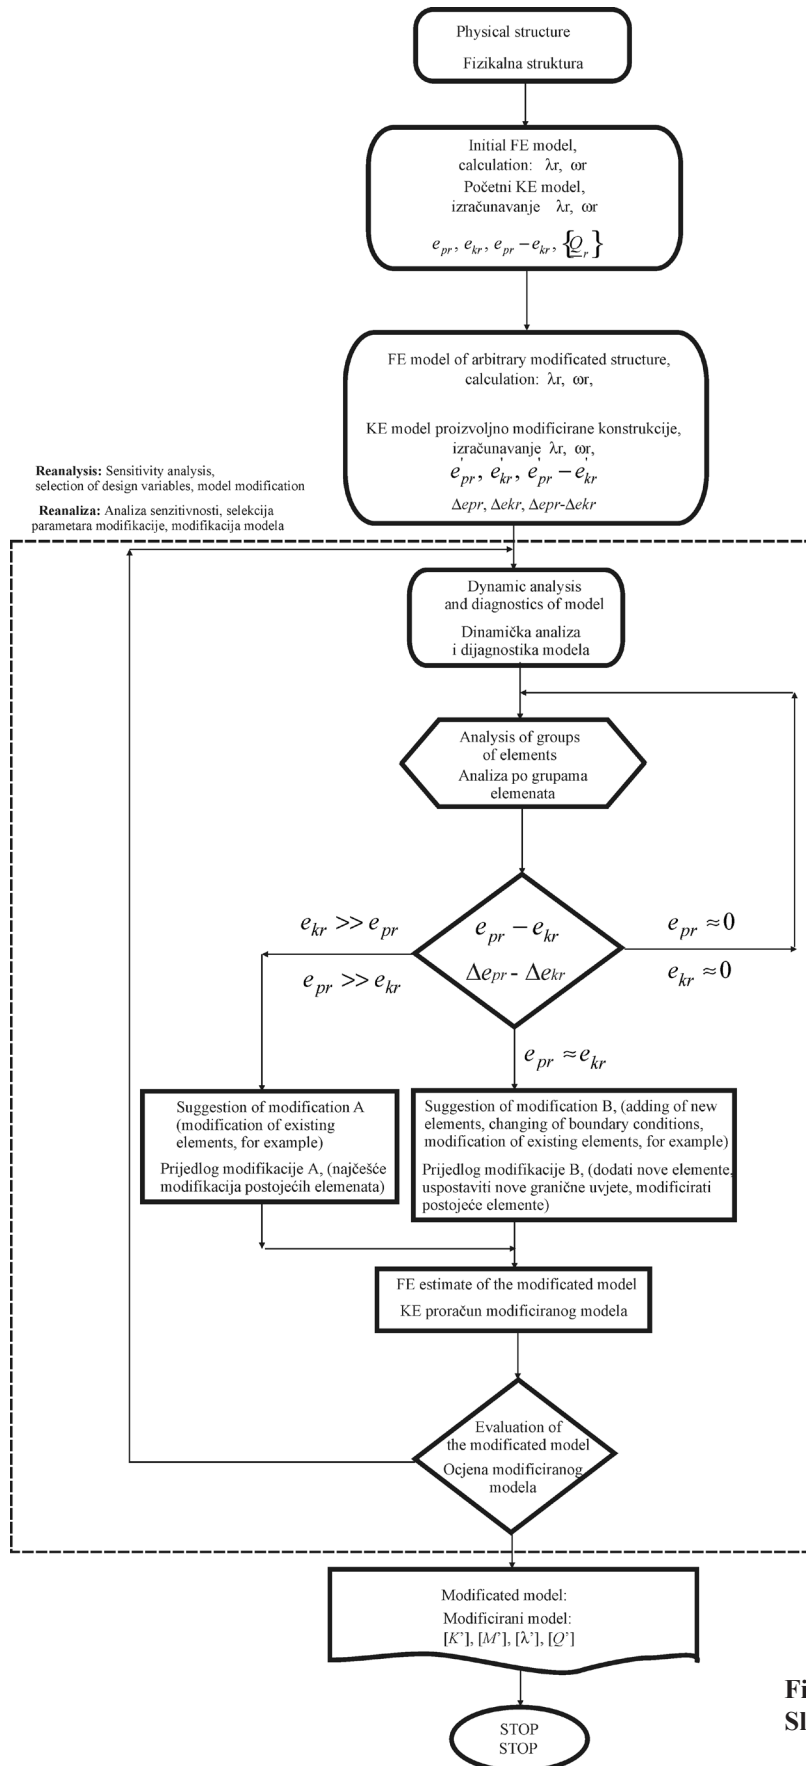 Physical structure
Fizikalna struktura
Initial FE model,
calculation: λr, ωr
Početni KE model,
izračunavanje λr, ωr
e_pr, e_kr, e_pr − e_kr, {Q_r}
FE model of arbitrary modificated structure,
calculation: λr, ωr,
KE model proizvoljno modificirane konstrukcije,
izračunavanje λr, ωr,
e'_pr, e'_kr, e'_pr − e'_kr
Δepr, Δekr, Δepr-Δekr
Reanalysis: Sensitivity analysis,
selection of design variables, model modification
Reanaliza: Analiza senzitivnosti, selekcija
parametara modifikacije, modifikacija modela
Dynamic analysis
and diagnostics of model
Dinamička analiza
i dijagnostika modela
Analysis of groups
of elements
Analiza po grupama
elemenata
e_kr >> e_pr
e_pr >> e_kr
e_pr − e_kr
Δepr - Δekr
e_pr ≈ 0
e_kr ≈ 0
e_pr ≈ e_kr
Suggestion of modification A
(modification of existing
elements, for example)
Prijedlog modifikacije A, (najčešće
modifikacija postojećih elemenata)
Suggestion of modification B, (adding of new
elements, changing of boundary conditions,
modification of existing elements, for example)
Prijedlog modifikacije B, (dodati nove elemente,
uspostaviti nove granične uvjete, modificirati
postojeće elemente)
FE estimate of the modificated model
KE proračun modificiranog modela
Evaluation of
the modificated model
Ocjena modificiranog
modela
Modificated model:
Modificirani model:
[K’], [M’], [λ’], [Q’]
STOP
STOP
Fi
Sl